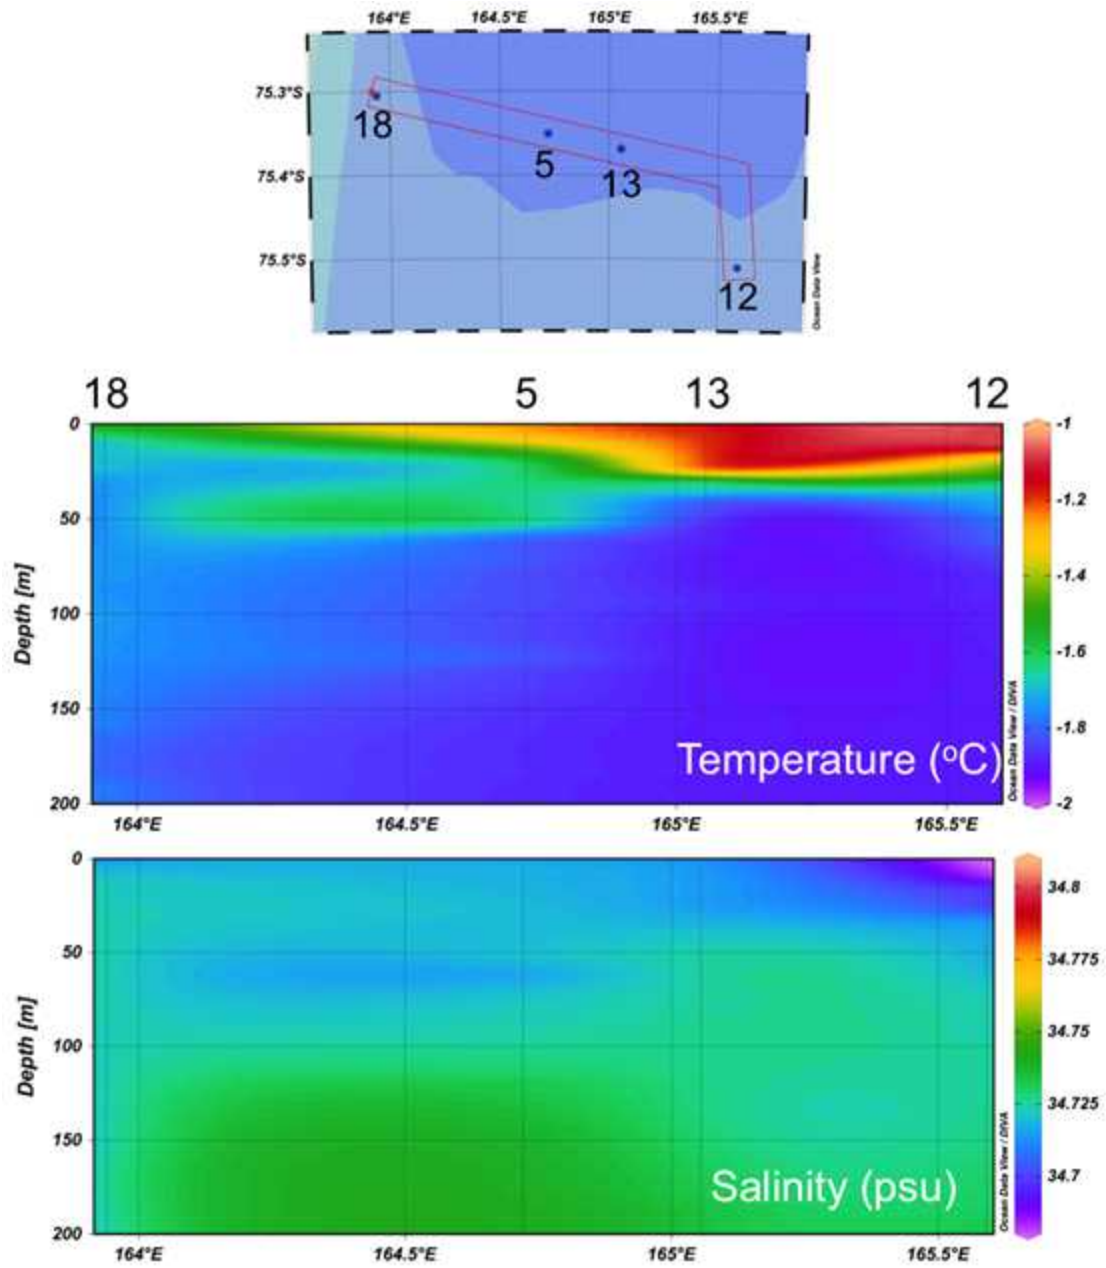 164°E 164.5°E 165°E 165.5°E
75.3°S
18
5
13
75.4°S
75.5°S
12
Ocean Data View
18 5 13 12
0
50
100
150
200
Depth [m]
Temperature (°C)
-1
-1.2
-1.4
-1.6
-1.8
-2
Ocean Data View / DIVA
164°E 164.5°E 165°E 165.5°E
0
50
100
150
200
Depth [m]
Salinity (psu)
34.8
34.775
34.75
34.725
34.7
Ocean Data View / DIVA
164°E 164.5°E 165°E 165.5°E